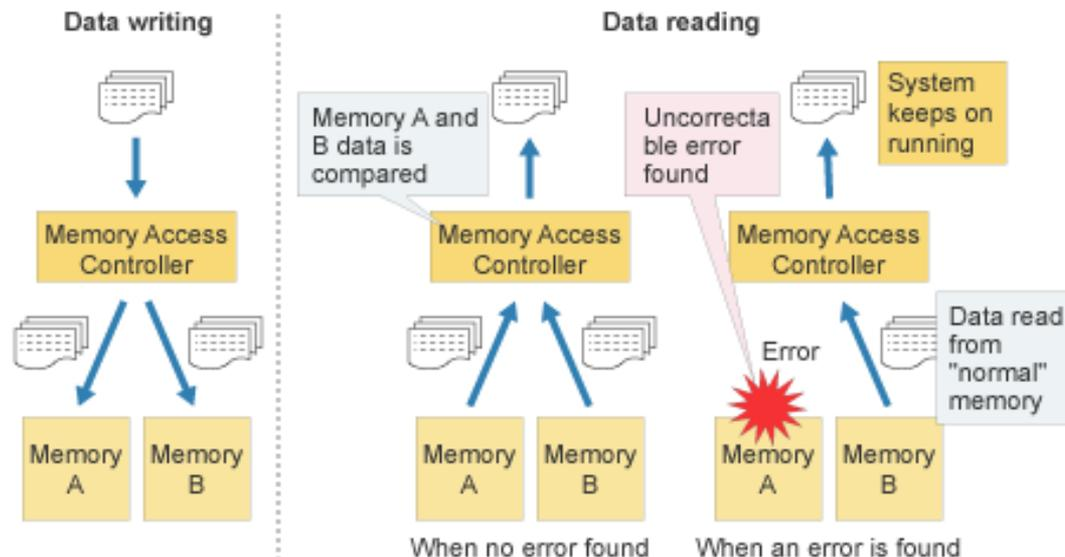 Data writing
Memory Access
Controller
Memory
A
Memory
B
Data reading
Memory A and
B data is
compared
Memory Access
Controller
Memory
A
Memory
B
When no error found
Uncorrecta
ble error
found
System
keeps on
running
Memory Access
Controller
Error
Data read
from
"normal"
memory
Memory
A
Memory
B
When an error is found